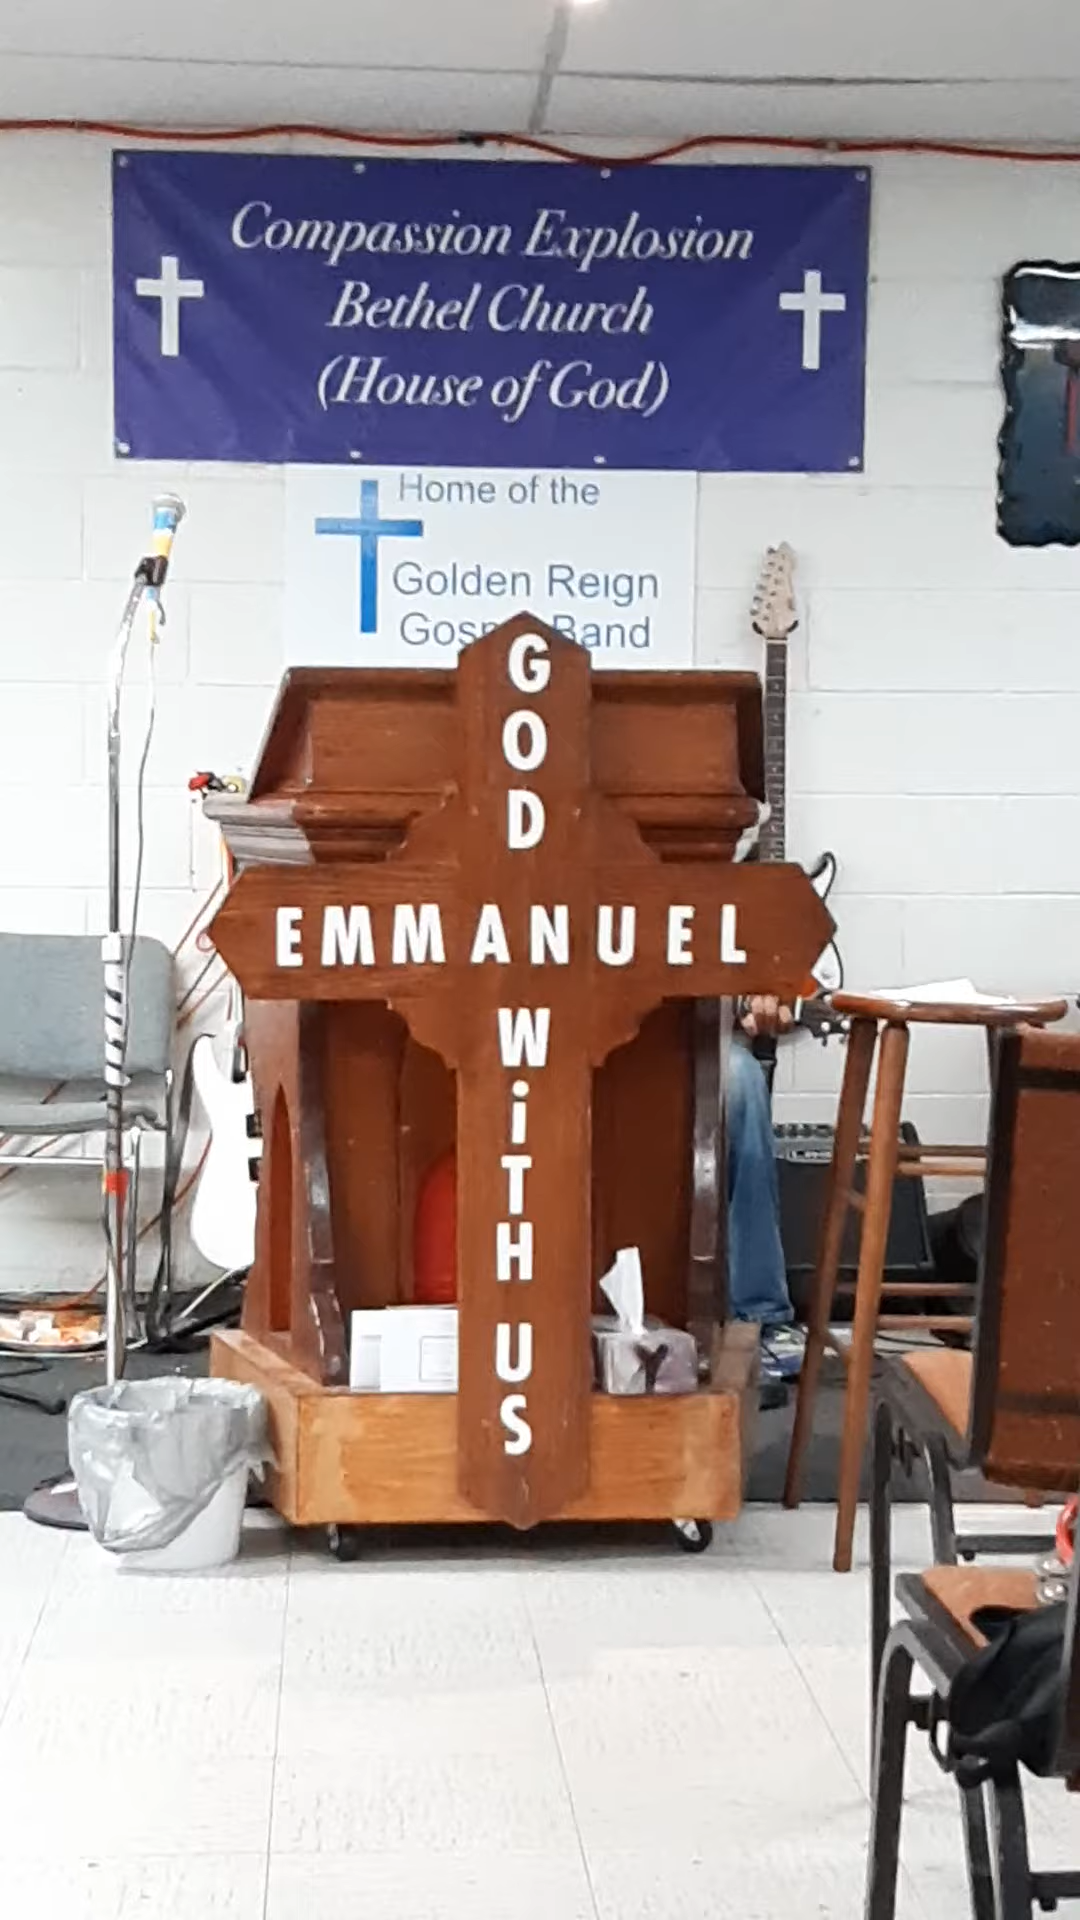 Compassion Explosion
Bethel Church
(House of God)
Home of the
Golden Reign
Band
GOD
EMMANUEL
WiTH US